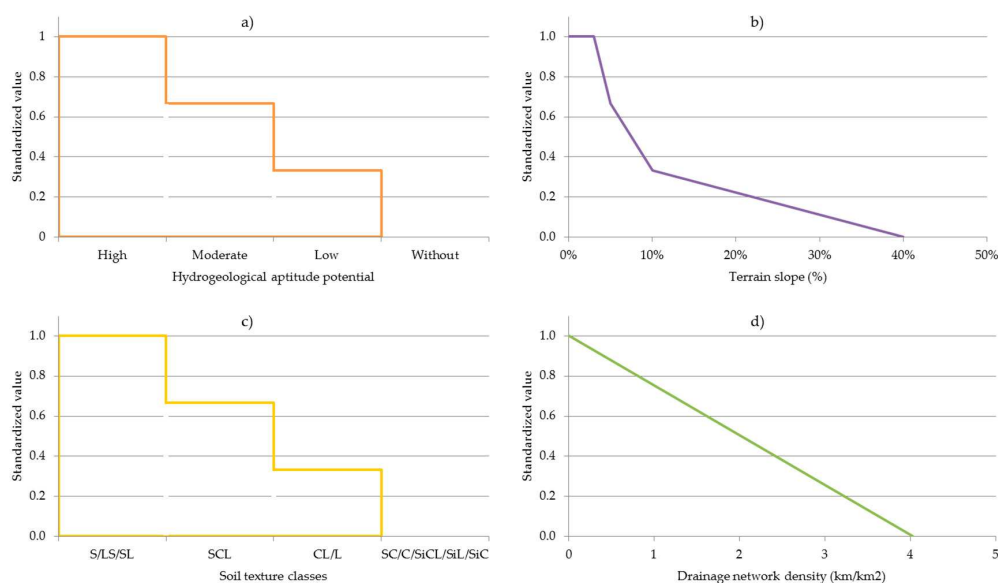 a)
Standardized value
1
0.8
0.6
0.4
0.2
0
High Moderate Low Without
Hydrogeological aptitude potential
b)
Standardized value
1.0
0.8
0.6
0.4
0.2
0.0
0% 10% 20% 30% 40% 50%
Terrain slope (%)
c)
Standardized value
1.0
0.8
0.6
0.4
0.2
0.0
S/LS/SL SCL CL/L SC/C/SiCL/SiL/SiC
Soil texture classes
d)
Standardized value
1.0
0.8
0.6
0.4
0.2
0.0
0 1 2 3 4 5
Drainage network density (km/km2)